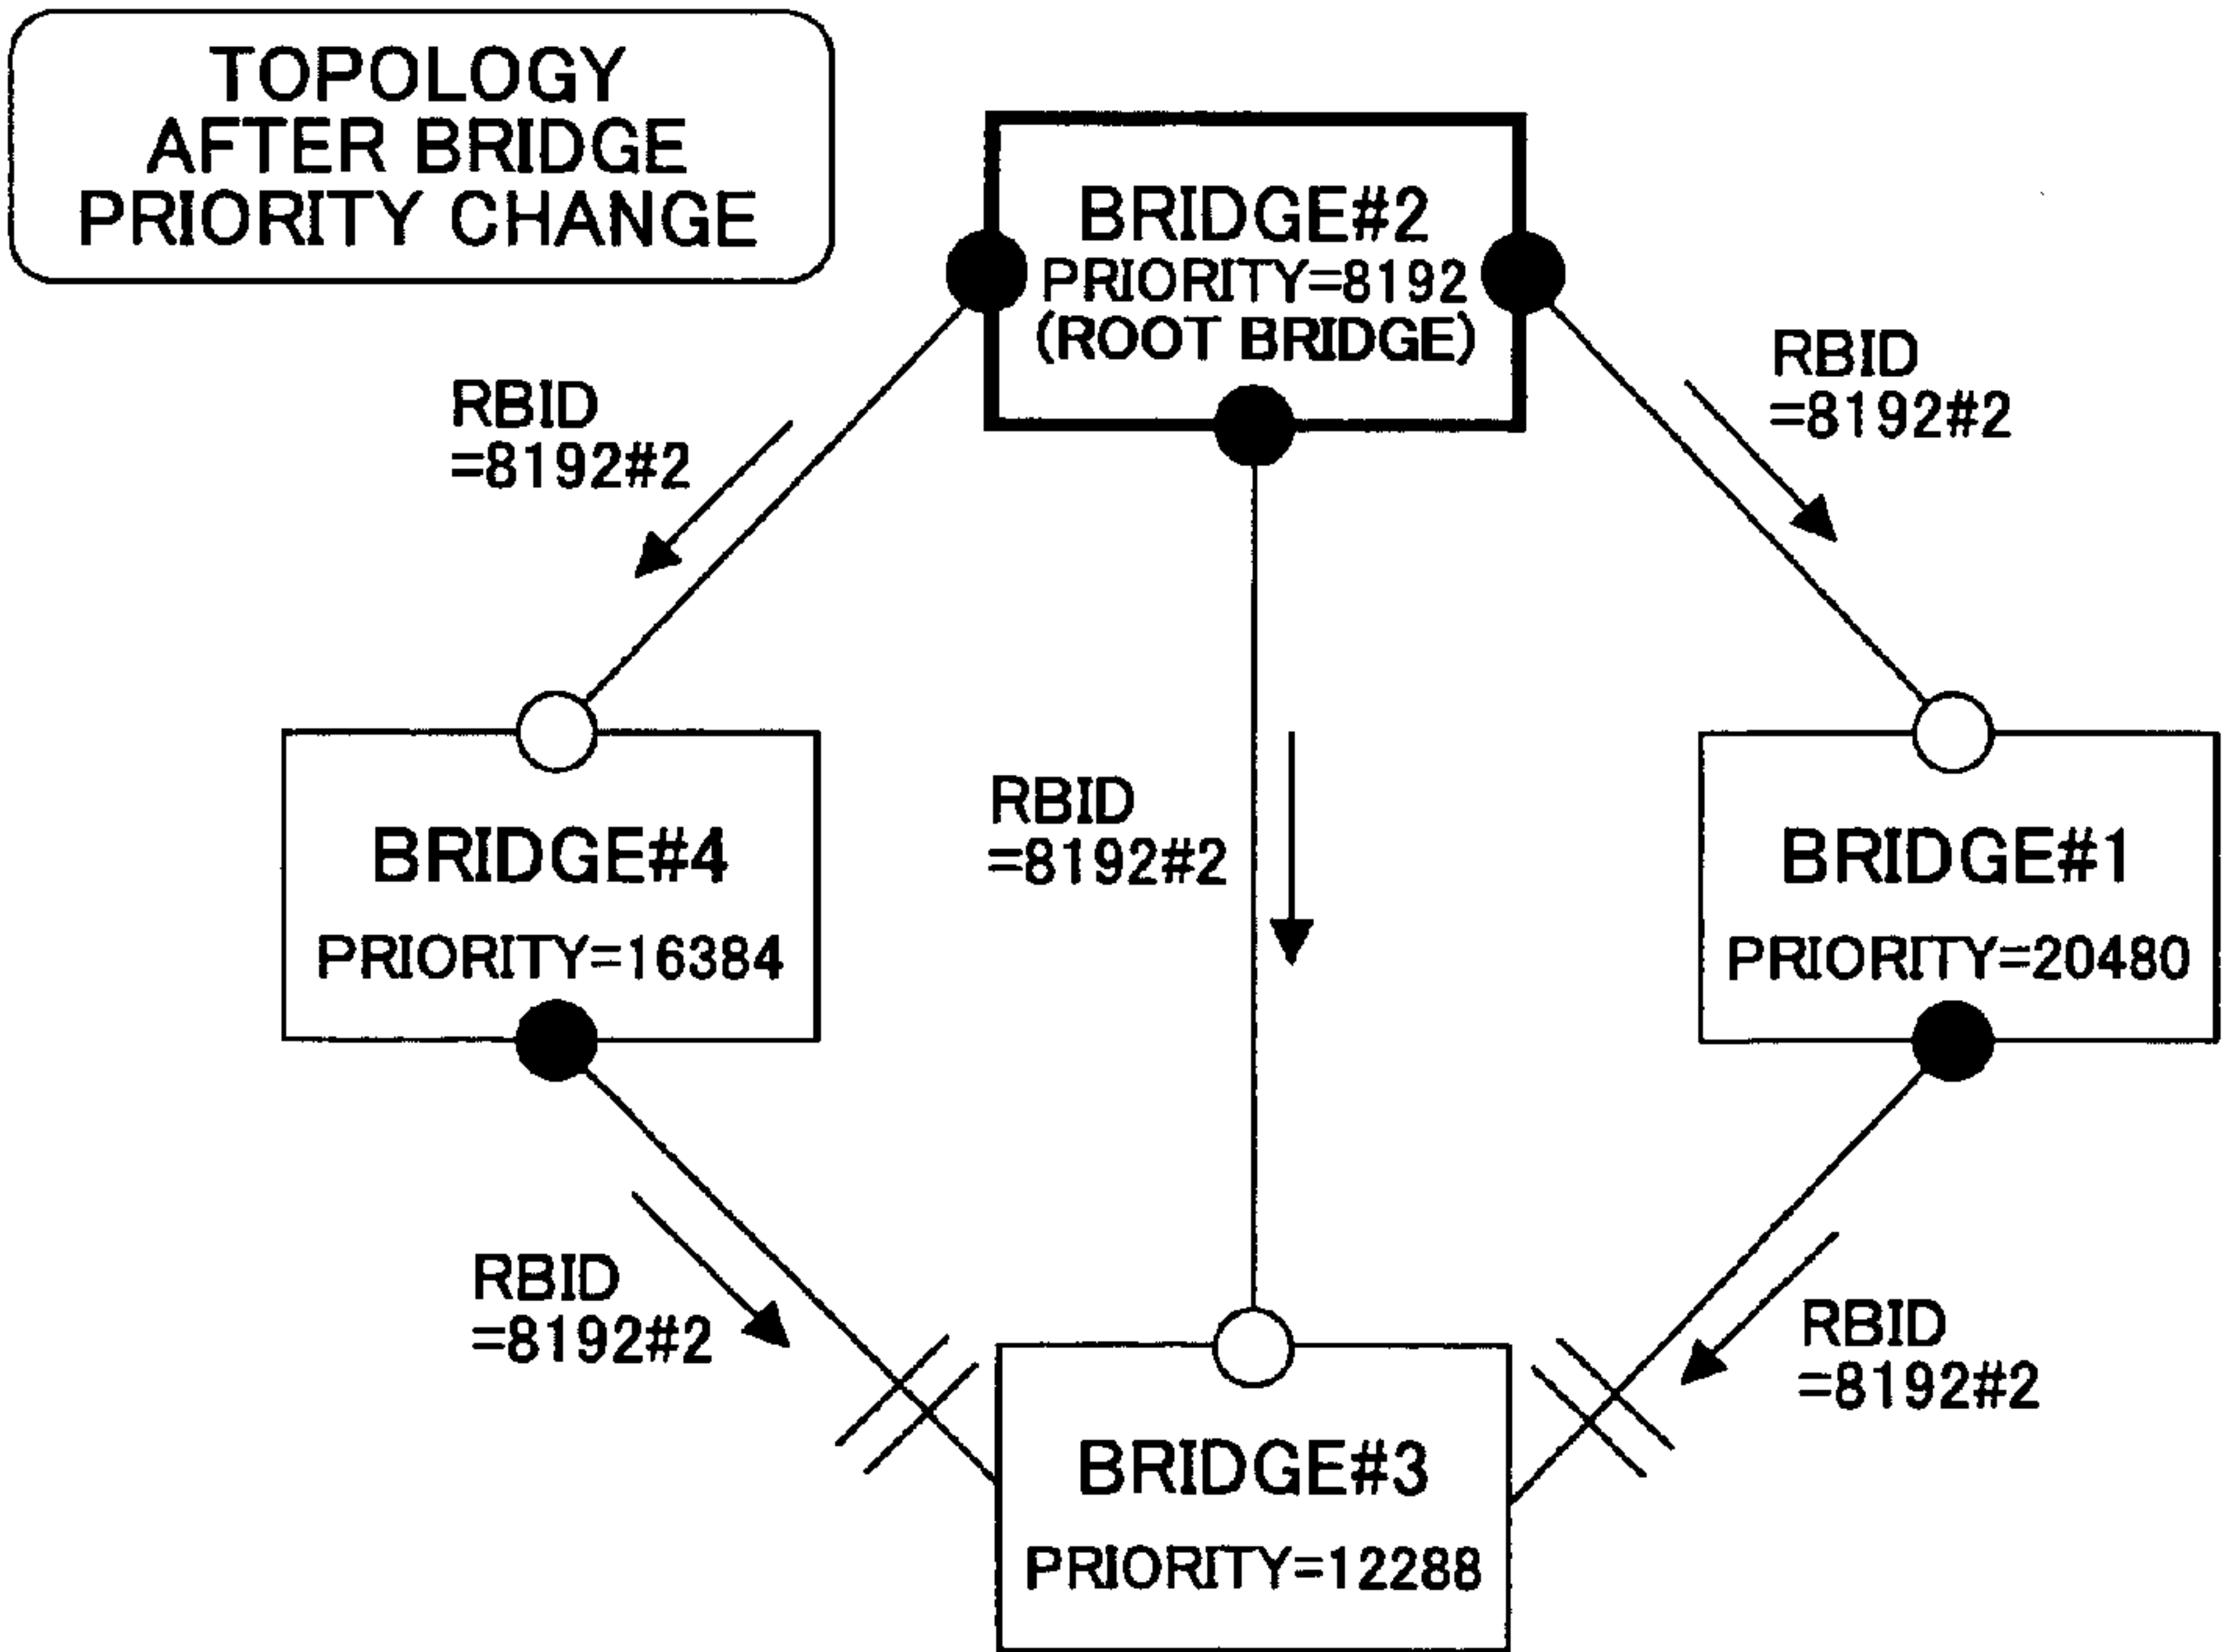 TOPOLOGY
AFTER BRIDGE
PRIORITY CHANGE
BRIDGE#2
PRIORITY=8192
(ROOT BRIDGE)
RBID
=8192#2
RBID
=8192#2
BRIDGE#4
PRIORITY=16384
RBID
=8192#2
BRIDGE#1
PRIORITY=20480
RBID
=8192#2
RBID
=8192#2
BRIDGE#3
PRIORITY=12288